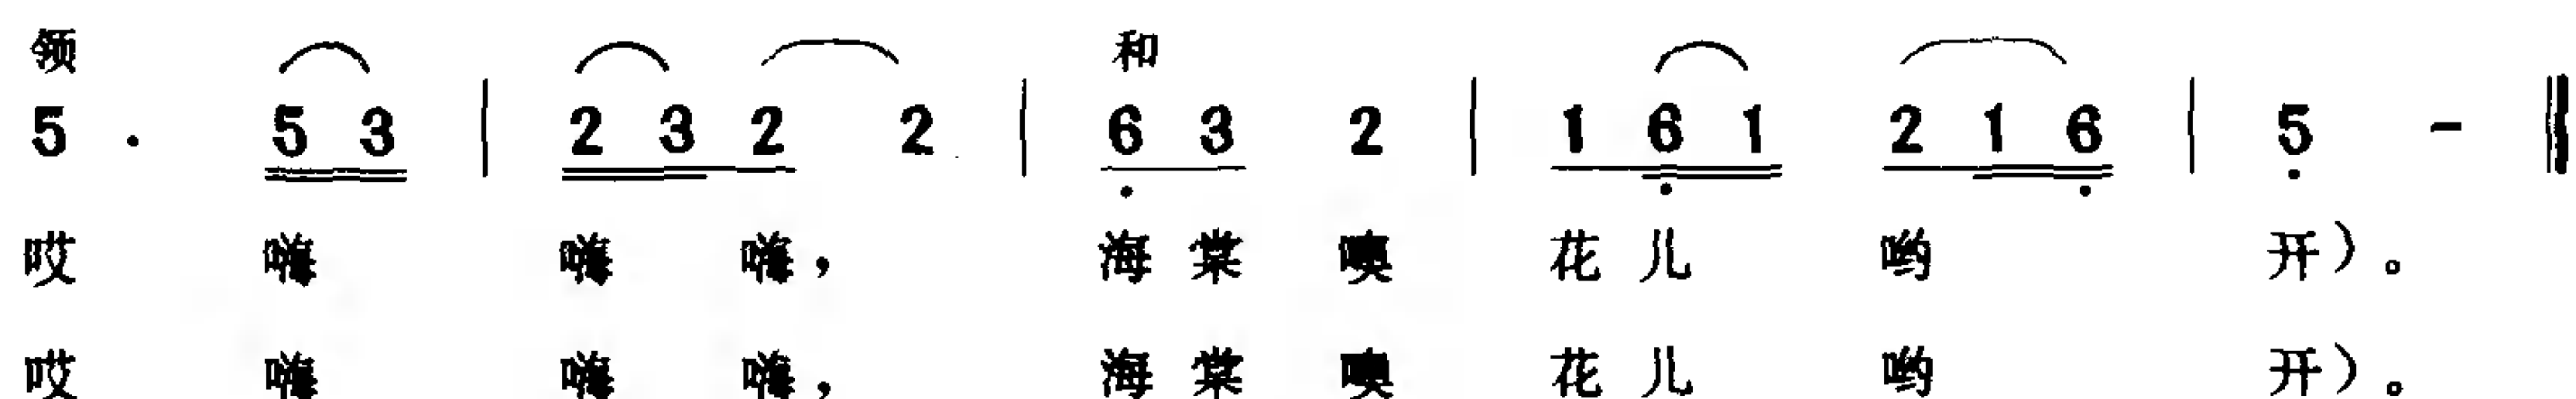 领 和
5 . 5 3 | 2 3 2 2 | 6 3 2 | 1 6 1 2 1 6 | 5 - ‖
哎 嗨 嗨 嗨， 海 棠 噢 花 儿 哟 开）。
哎 嗨 嗨 嗨， 海 棠 噢 花 儿 哟 开）。